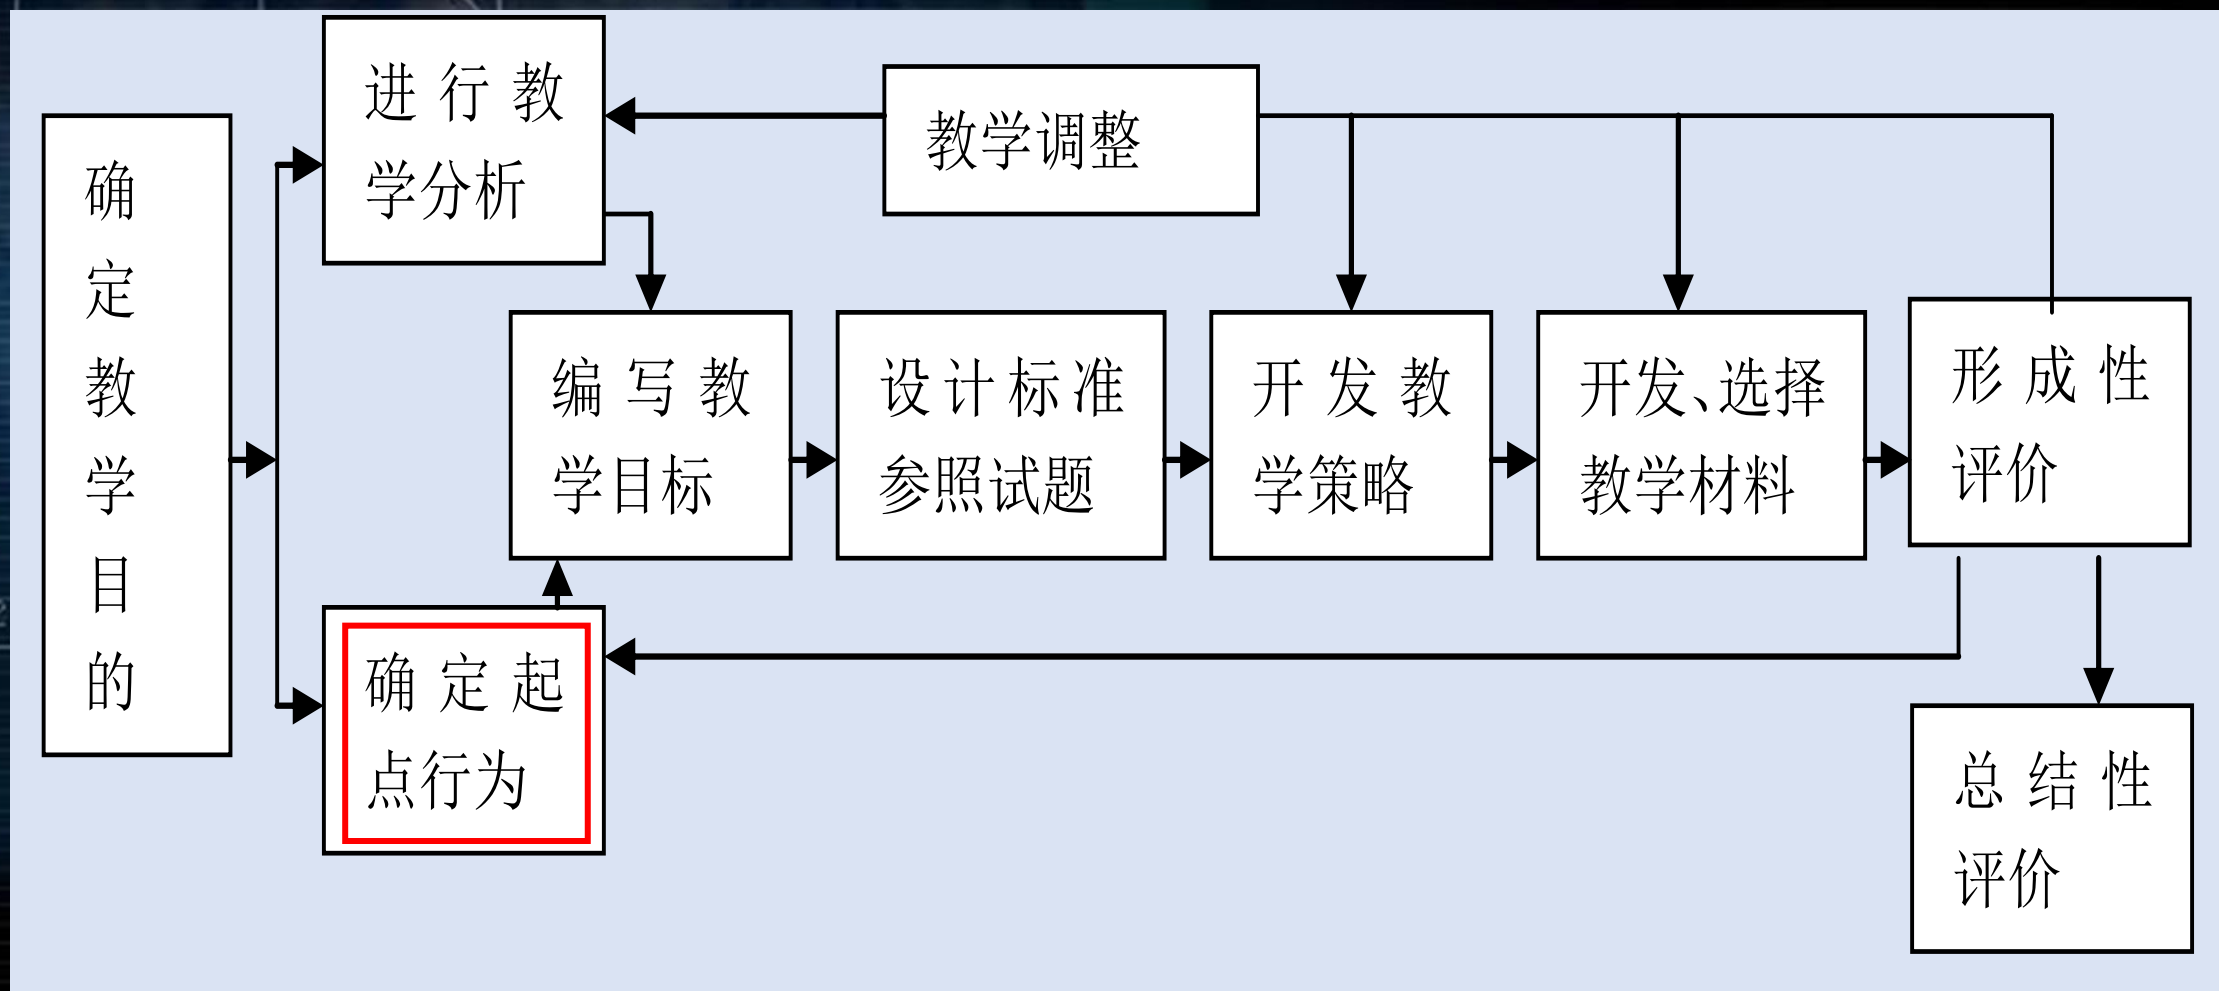 确
定
教
学
目
的
进行教
学分析
教学调整
编写教
学目标
设计标准
参照试题
开发教
学策略
开发、选择
教学材料
形成性
评价
确定起
点行为
总结性
评价